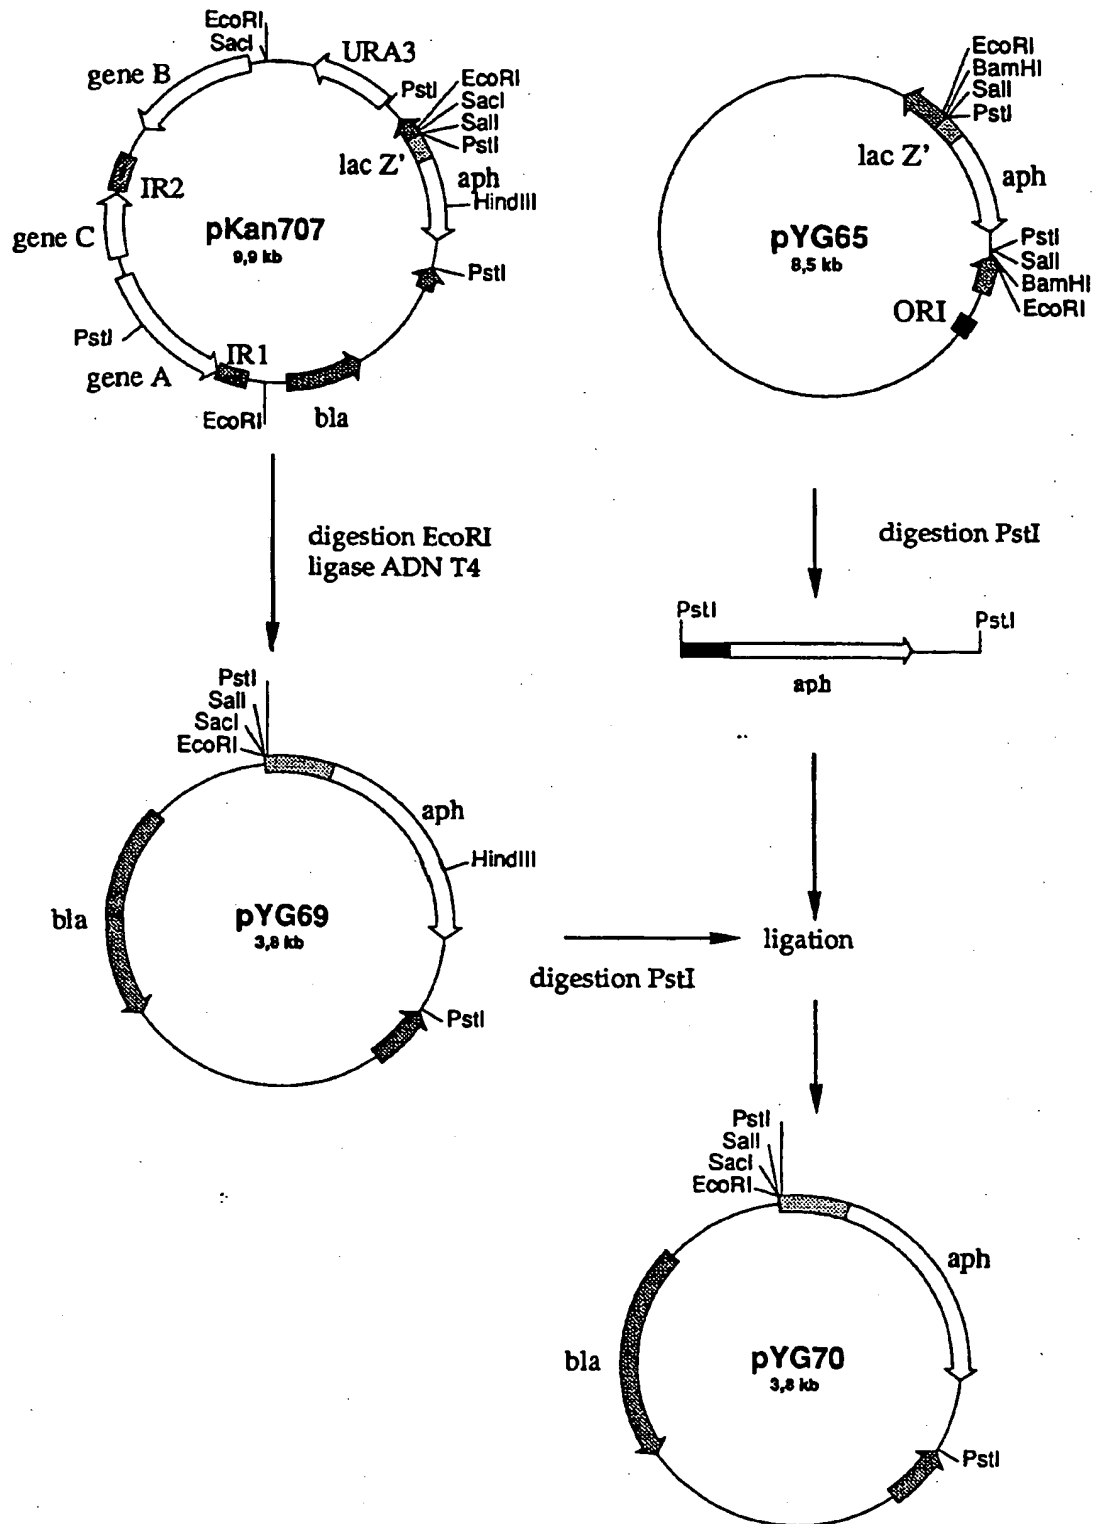 EcoRI
SacI
gene B
URA3
PstI
EcoRI
SacI
SalI
PstI
lac Z'
aph
HindIII
IR2
gene C
pKan707
9,9 kb
PstI
PstI
IR1
gene A
EcoRI
bla
EcoRI
BamHI
SalI
PstI
lac Z'
aph
pYG65
8,5 kb
PstI
SalI
BamHI
EcoRI
ORI
digestion EcoRI
ligase ADN T4
digestion PstI
PstI
PstI
aph
PstI
SalI
SacI
EcoRI
aph
HindIII
bla
pYG69
3,8 kb
PstI
digestion PstI
ligation
PstI
SalI
SacI
EcoRI
aph
bla
pYG70
3,8 kb
PstI